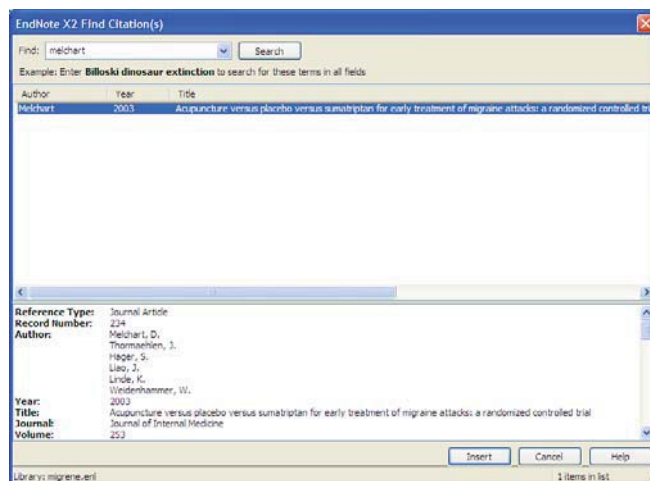 EndNote X2 Find Citation(s)
Find: melchart Search
Example: Enter Billoski dinosaur extinction to search for these terms in all fields
Author Year Title
Melchart 2003 Acupuncture versus placebo versus sumatriptan for early treatment of migraine attacks: a randomized controlled tri
Reference Type: Journal Article
Record Number: 234
Author: Melchart, D.
Thormaehlen, J.
Hager, S.
Liao, J.
Linde, K.
Weidenhammer, W.
Year: 2003
Title: Acupuncture versus placebo versus sumatriptan for early treatment of migraine attacks: a randomized controlled trial
Journal: Journal of Internal Medicine
Volume: 253
Insert Cancel Help
Library: migrene.enl 1 items in list